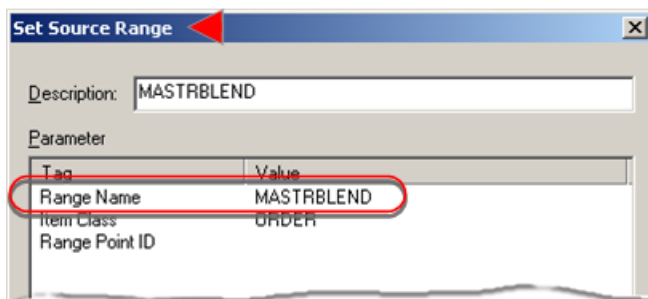 Set Source Range
Description: MASTRBLEND
Parameter
Tag Value
Range Name MASTRBLEND
Item Class ORDER
Range Point ID